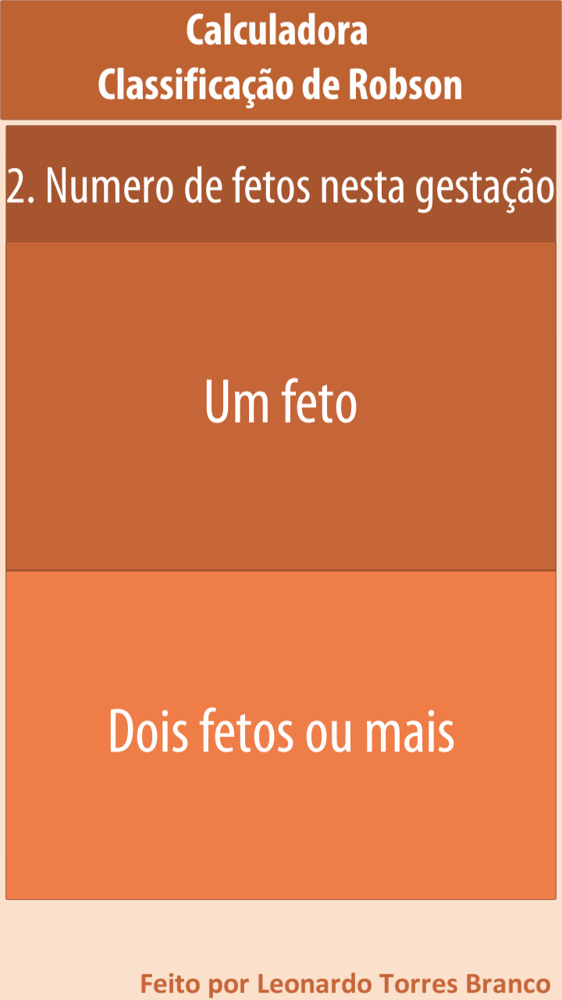 Calculadora
Classificação de Robson
2. Numero de fetos nesta gestação
Um feto
Dois fetos ou mais
Feito por Leonardo Torres Branco